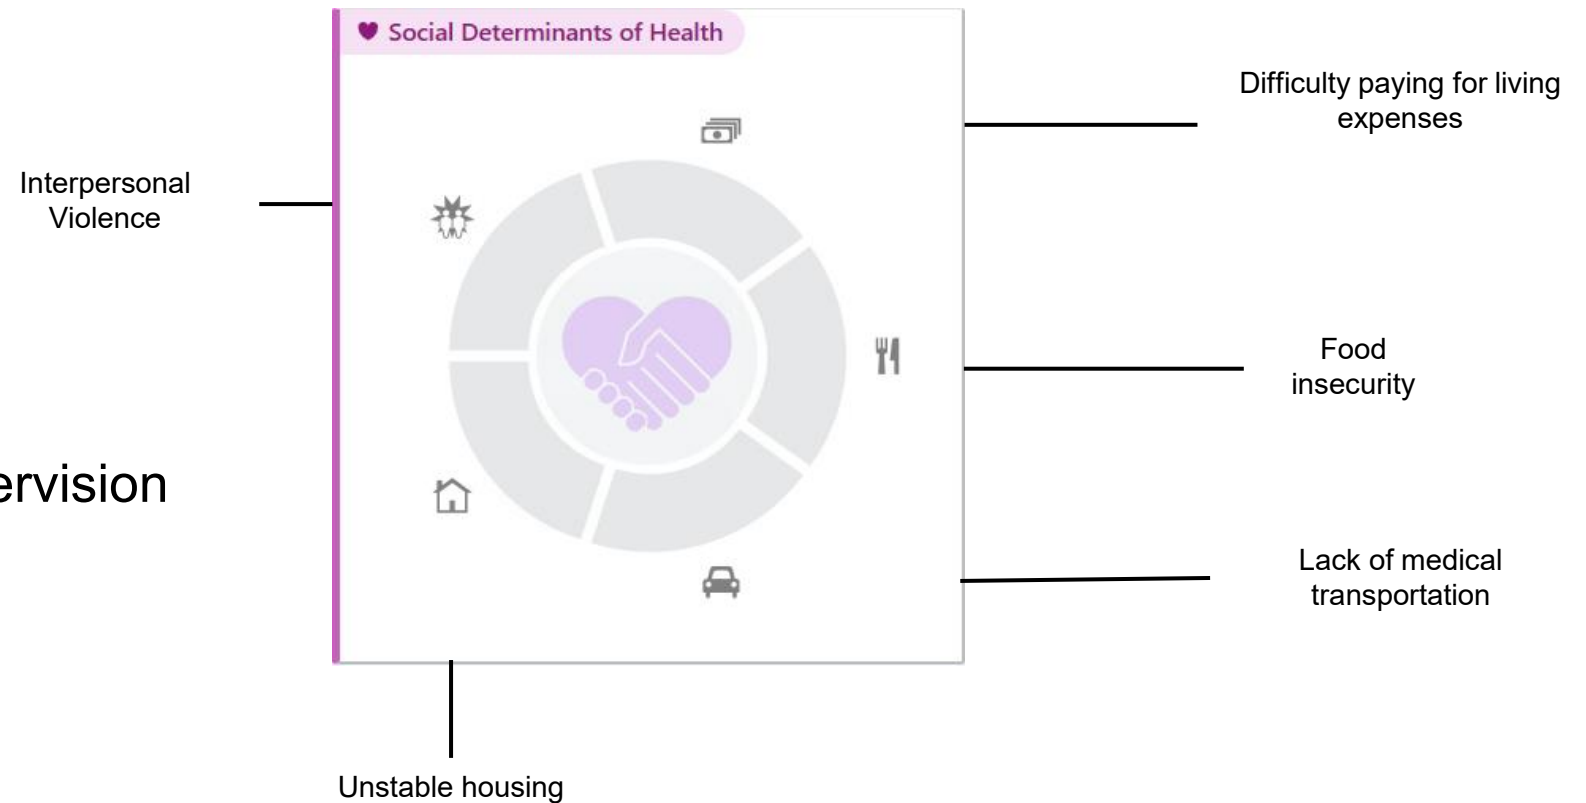 Social Determinants of Health
Difficulty paying for living
expenses
Interpersonal
Violence
Food
insecurity
ervision
Lack of medical
transportation
Unstable housing